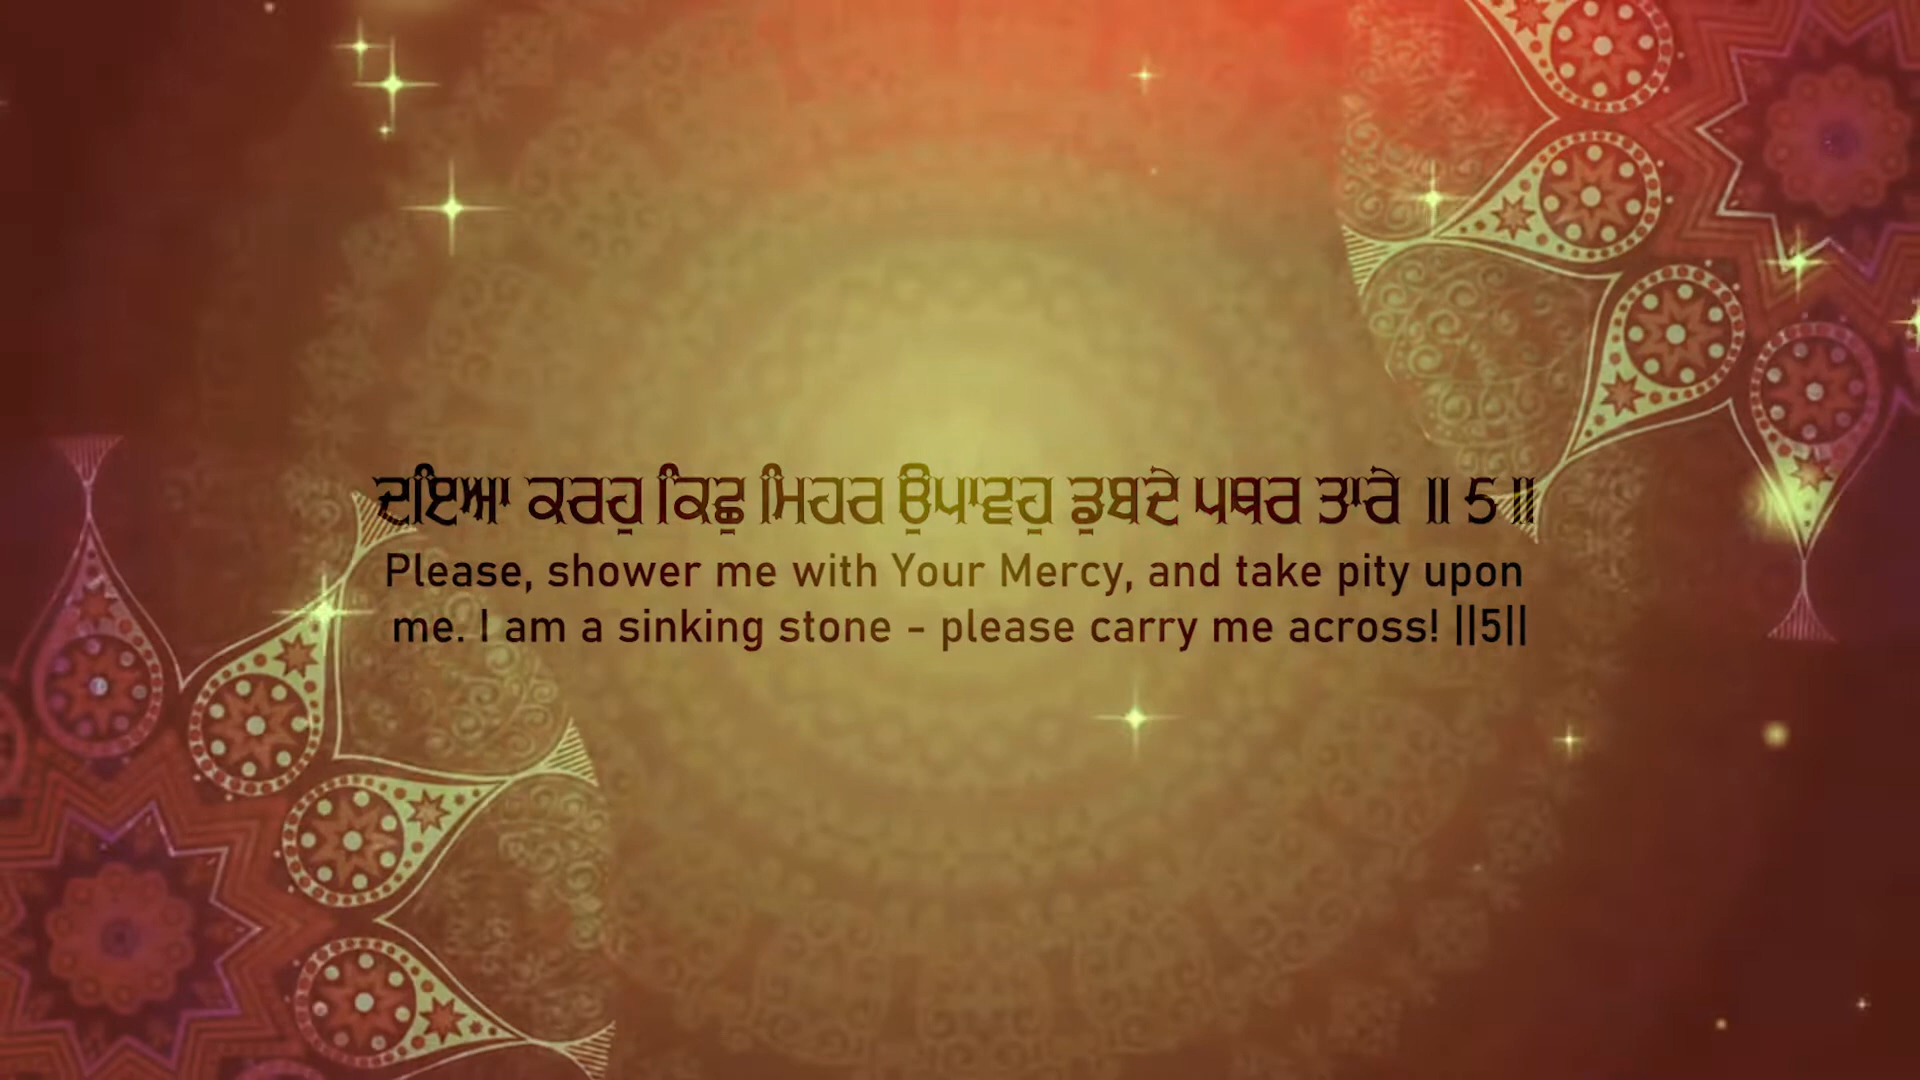 ਦਇਆ ਕਰਹੁ ਕਿਛੁ ਮਿਹਰ ਉਪਾਵਹੁ ਡੁਬਦੇ ਪਥਰ ਤਾਰੇ ॥ 5 ॥
Please, shower me with Your Mercy, and take pity upon
me. I am a sinking stone - please carry me across! ||5||